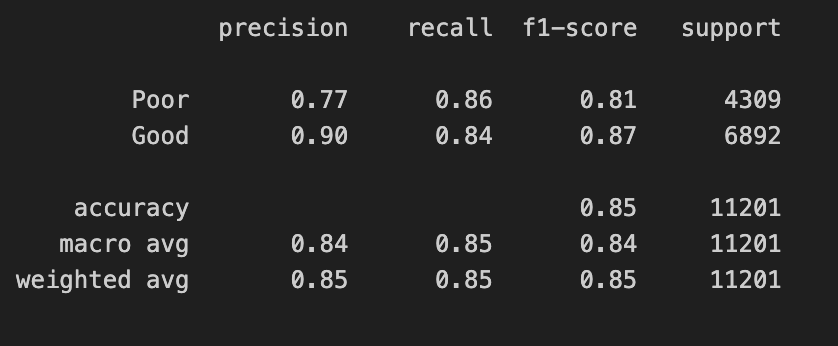 precision recall f1-score support
Poor 0.77 0.86 0.81 4309
Good 0.90 0.84 0.87 6892
accuracy 0.85 11201
macro avg 0.84 0.85 0.84 11201
weighted avg 0.85 0.85 0.85 11201